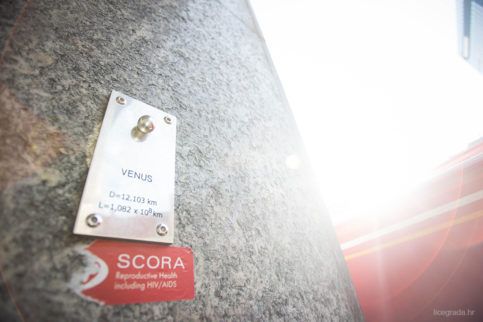 VENUS
D=12,103 km
L=1,082 x 10⁸ km
SCORA
Reproductive Health
including HIV/AIDS
licegrada.hr